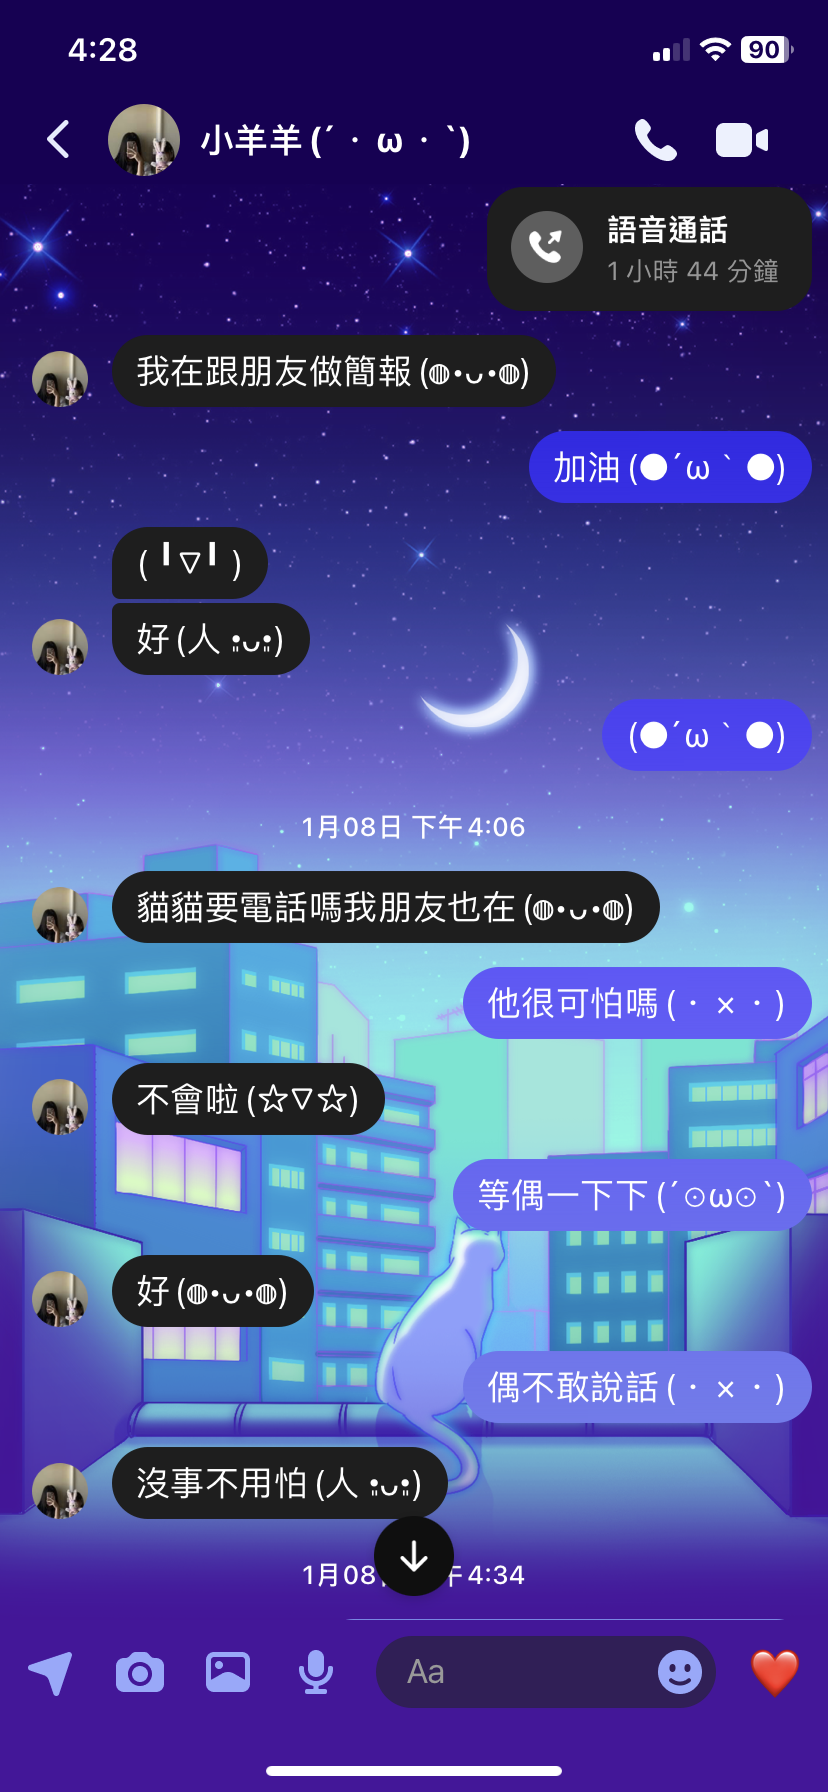 4:28
90
小羊羊 (´・ω・`)
語音通話
1 小時 44 分鐘
我在跟朋友做簡報 (◍•ᴗ•◍)
加油 (●´ω｀●)
( ╹▽╹ )
好 (人 •͈ᴗ•͈)
(●´ω｀●)
1月08日 下午4:06
貓貓要電話嗎我朋友也在 (◍•ᴗ•◍)
他很可怕嗎 (・×・)
不會啦 (☆▽☆)
等偶一下下 (´⊙ω⊙`)
好 (◍•ᴗ•◍)
偶不敢說話 (・×・)
沒事不用怕 (人 •͈ᴗ•͈)
1月08 午4:34
Aa